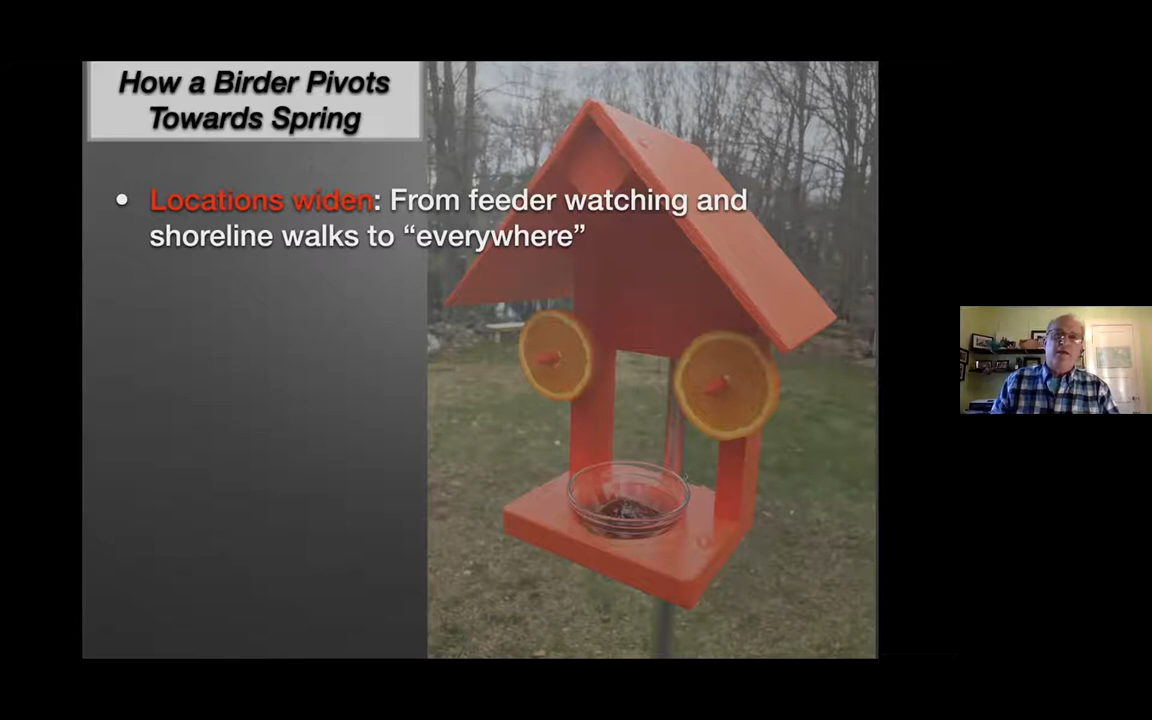 How a Birder Pivots
Towards Spring
• Locations widen: From feeder watching and
shoreline walks to “everywhere”